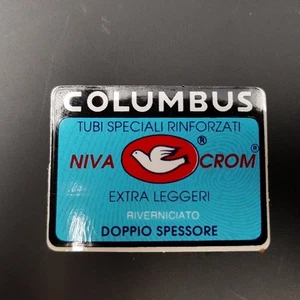 COLUMBUS
TUBI SPECIALI RINFORZATI
NIVA CROM
EXTRA LEGGERI
RIVERNICIATO
DOPPIO SPESSORE